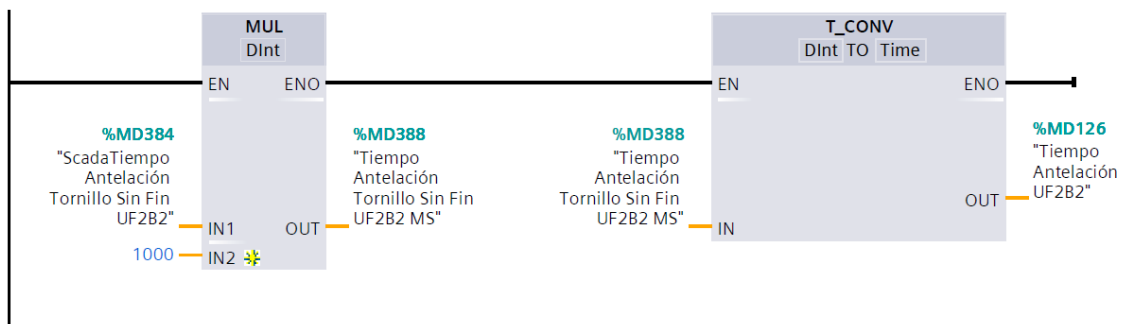 MUL
DInt
EN
ENO
%MD384
"ScadaTiempo
Antelación
Tornillo Sin Fin
UF2B2"
IN1
1000
IN2
%MD388
"Tiempo
Antelación
Tornillo Sin Fin
UF2B2 MS"
OUT
T_CONV
DInt TO Time
EN
ENO
%MD388
"Tiempo
Antelación
Tornillo Sin Fin
UF2B2 MS"
IN
%MD126
"Tiempo
Antelación
UF2B2"
OUT